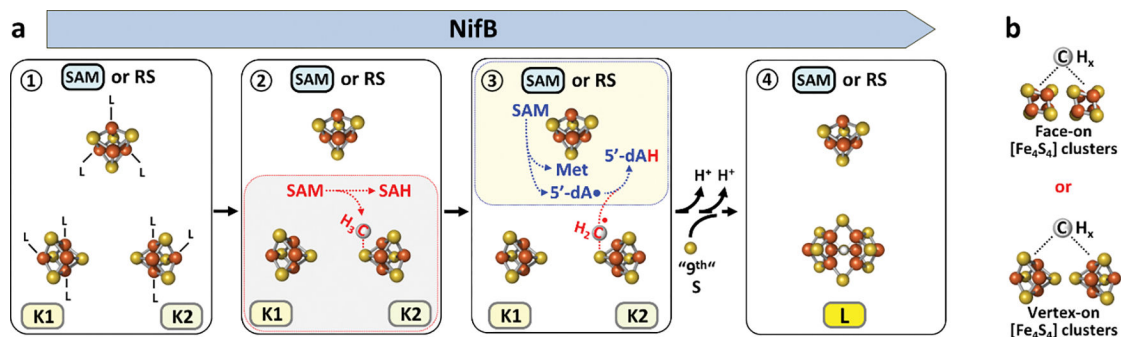 a
NifB
b
① SAM or RS
L
L
L
L
L
L
L
L
L
K1
K2
② SAM or RS
SAM
SAH
H₃C
K1
K2
③ SAM or RS
SAM
Met
5'-dA•
5'-dAH
H₂C•
K1
K2
H⁺
H⁺
"9th"
S
④ SAM or RS
L
C Hₓ
Face-on
[Fe₄S₄] clusters
or
C Hₓ
Vertex-on
[Fe₄S₄] clusters